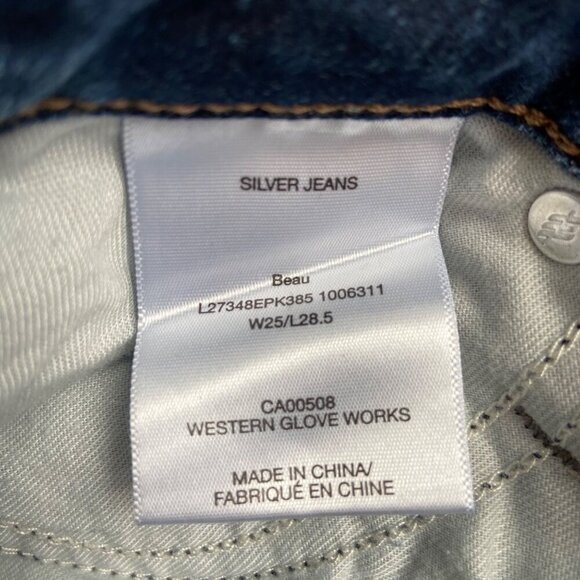 SILVER JEANS
Beau
L27348EPK385 1006311
W25/L28.5
CA00508
WESTERN GLOVE WORKS
MADE IN CHINA/
FABRIQUÉ EN CHINE